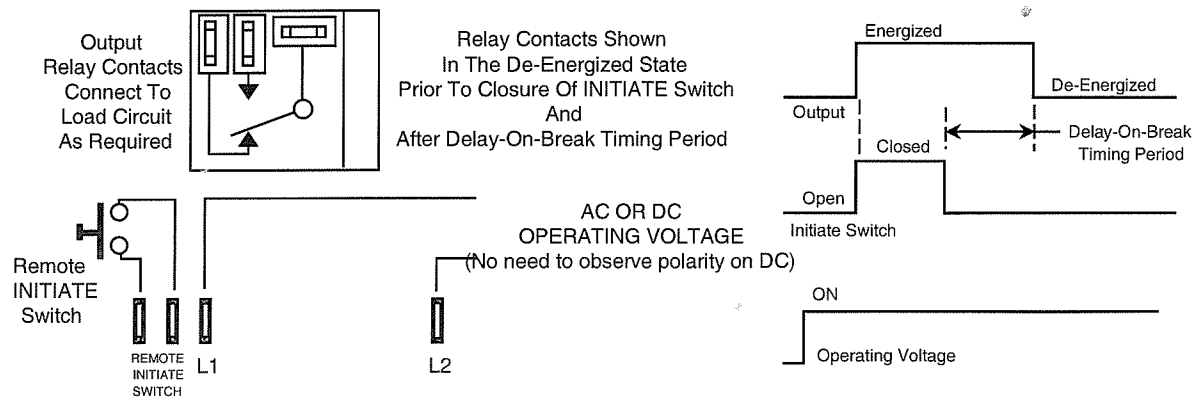 Output
Relay Contacts
Connect To
Load Circuit
As Required
Relay Contacts Shown
In The De-Energized State
Prior To Closure Of INITIATE Switch
And
After Delay-On-Break Timing Period
Energized
De-Energized
Output
Delay-On-Break
Timing Period
Closed
Open
Initiate Switch
Remote
INITIATE
Switch
AC OR DC
OPERATING VOLTAGE
(No need to observe polarity on DC)
REMOTE
INITIATE
SWITCH
L1
L2
ON
Operating Voltage